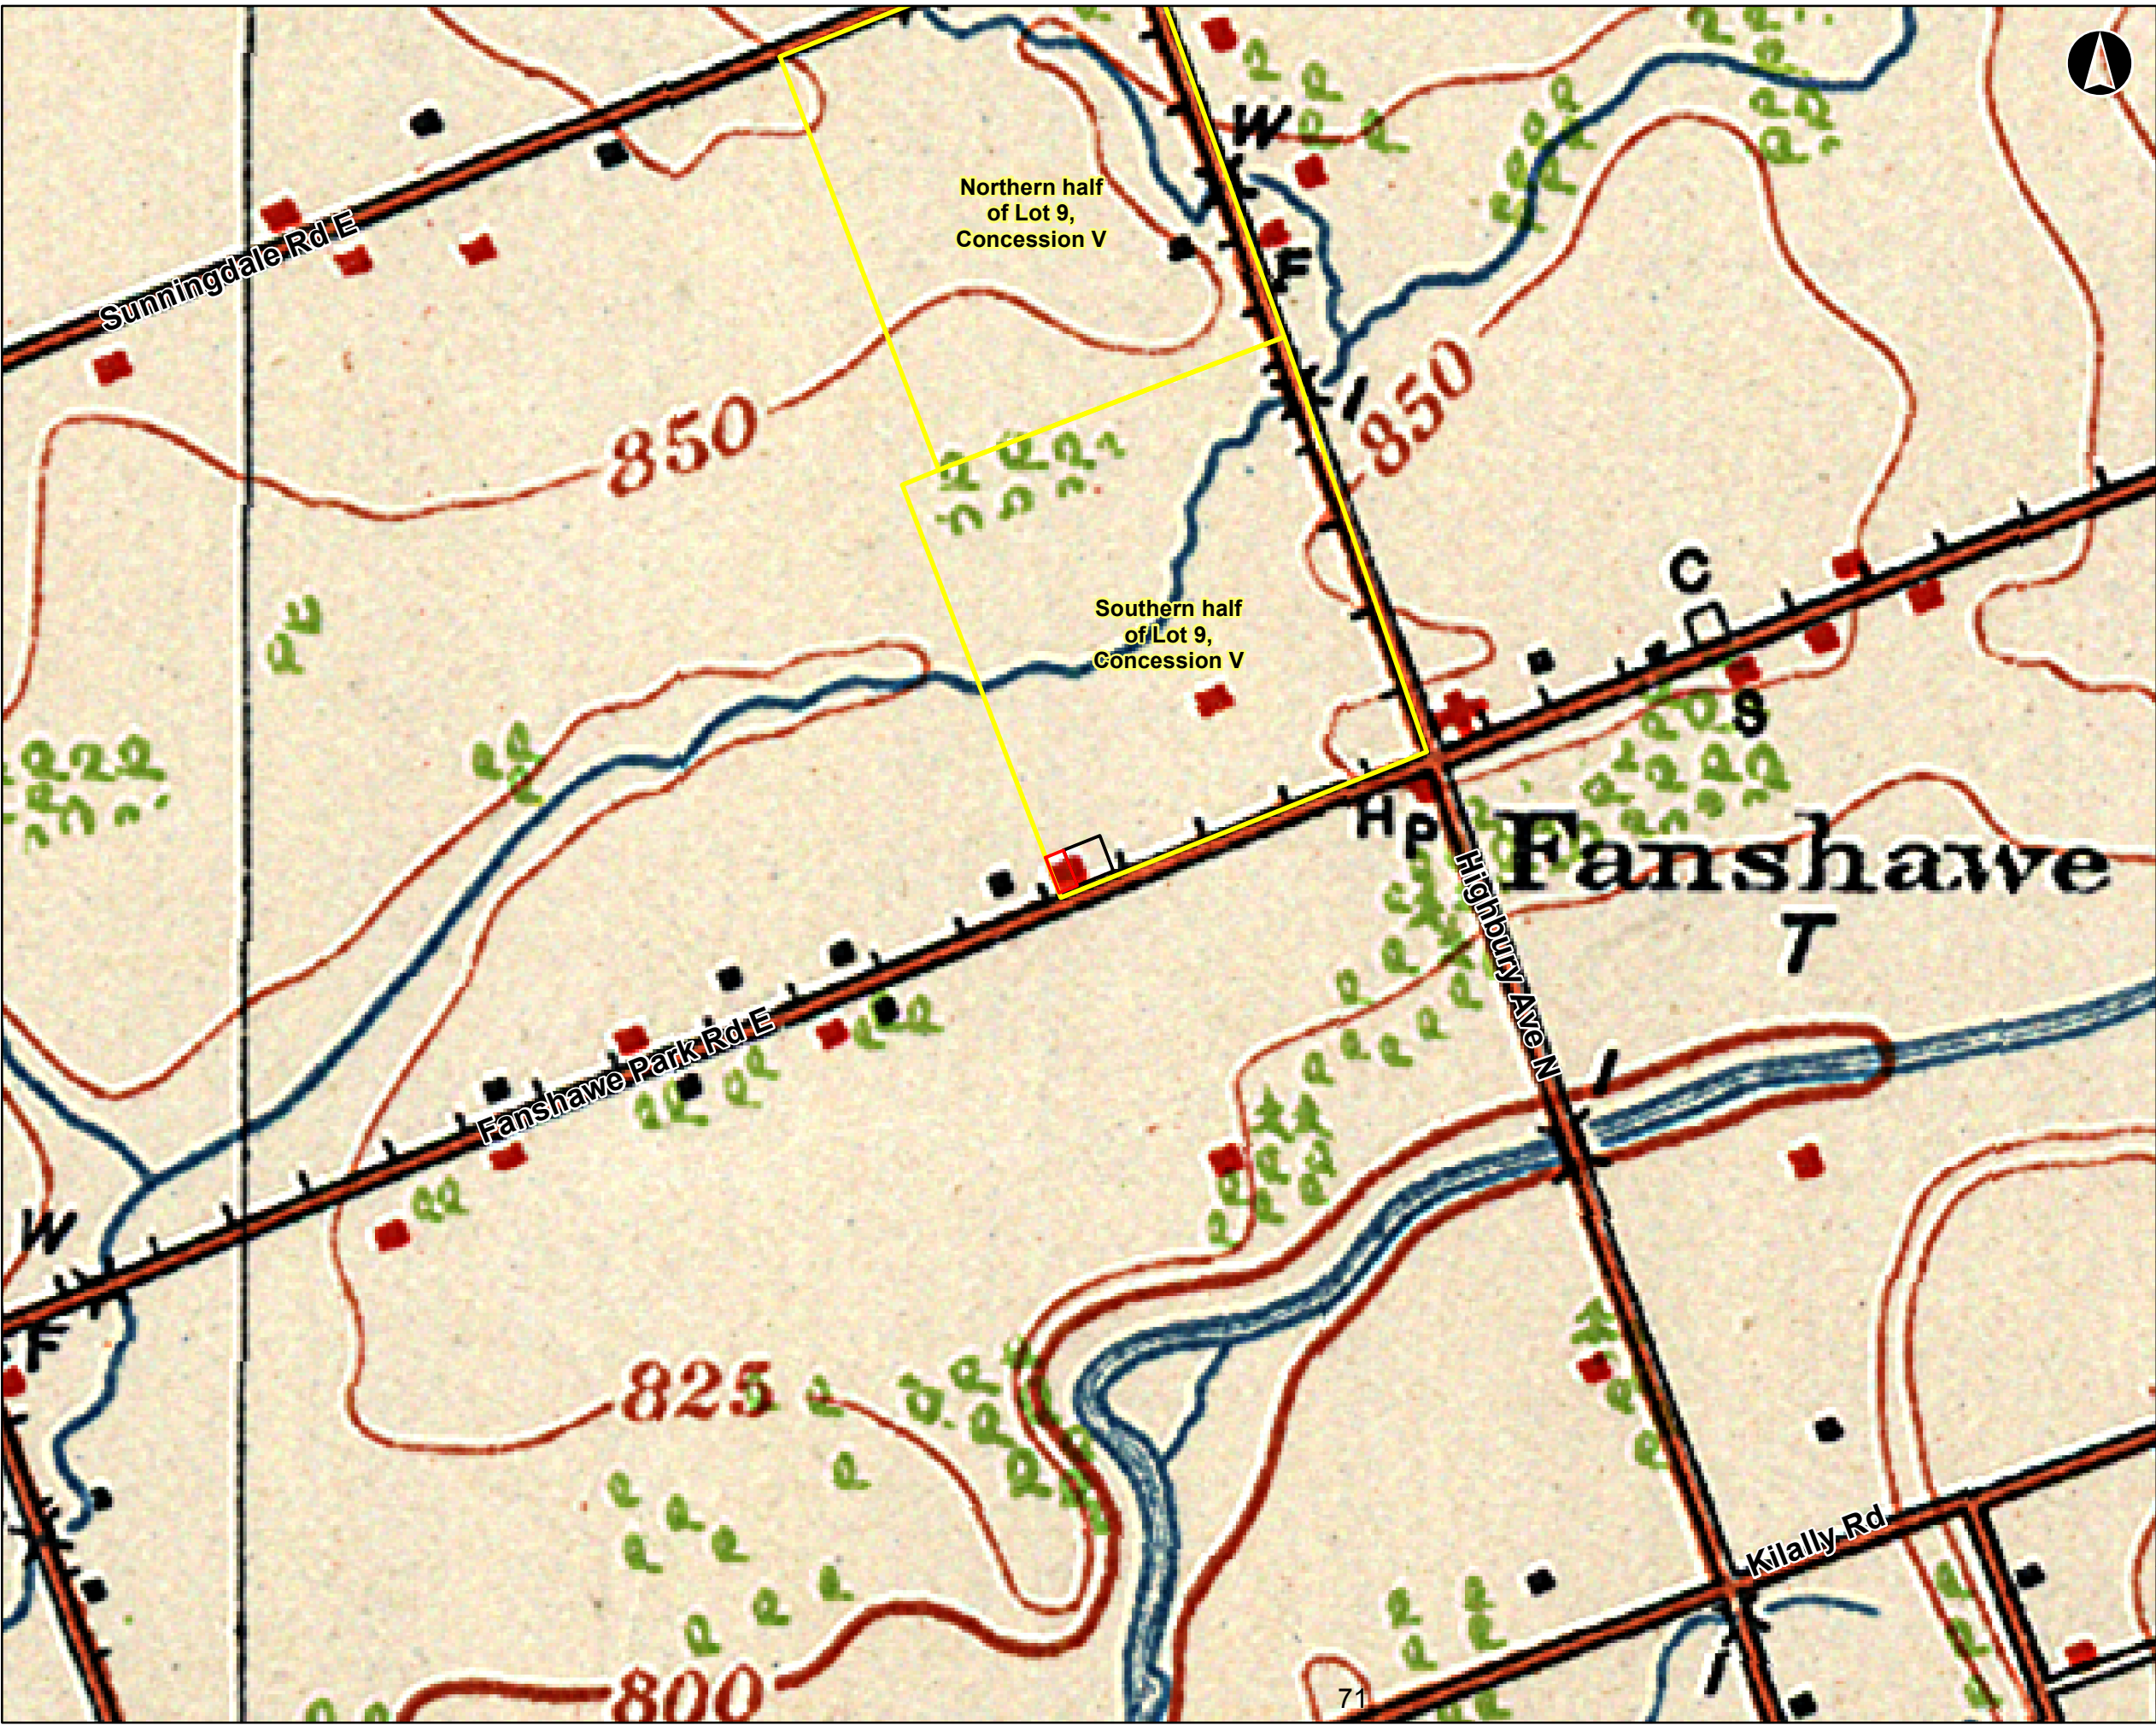 W
Northern half
of Lot 9,
Concession V
Sunningdale Rd E
F
850
I
850
C
Southern half
of Lot 9,
Concession V
S
H P
Fanshawe
Highbury Ave N
T
Fanshawe Park Rd E
I
W
F
825
Kilally Rd
I
800
71